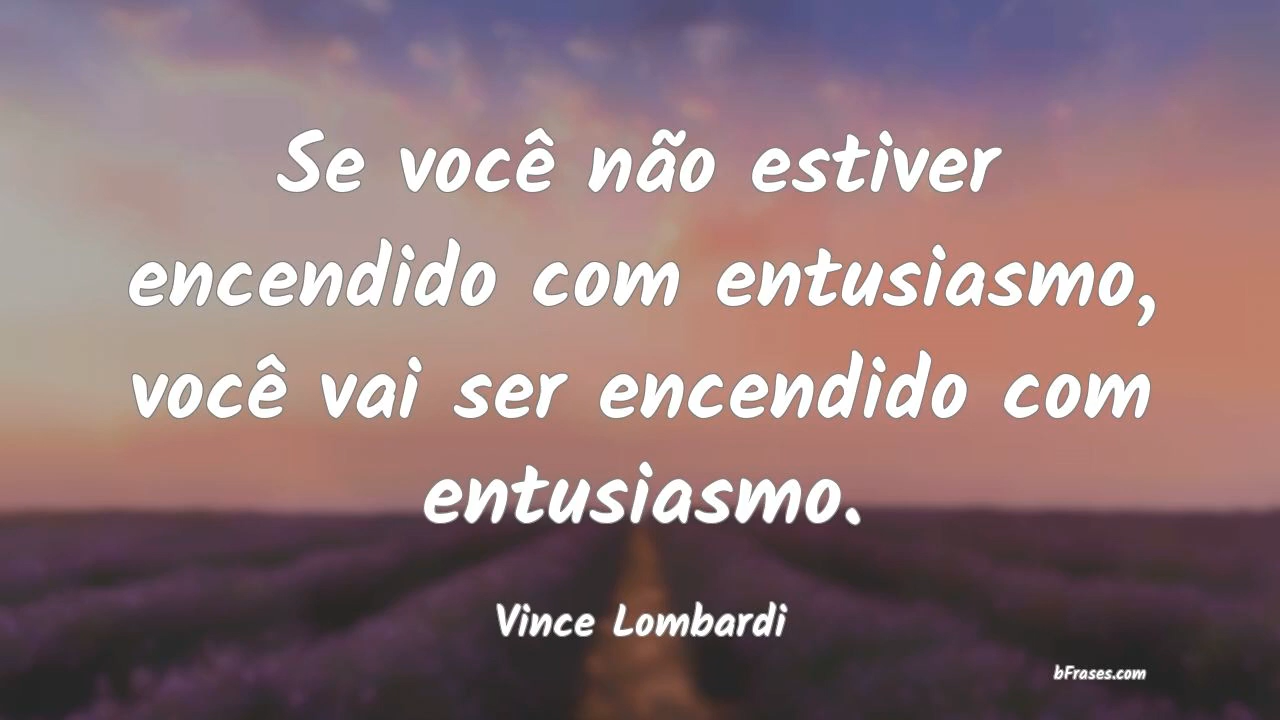 Se você não estiver
encendido com entusiasmo,
você vai ser encendido com
entusiasmo.
Vince Lombardi
bFrases.com